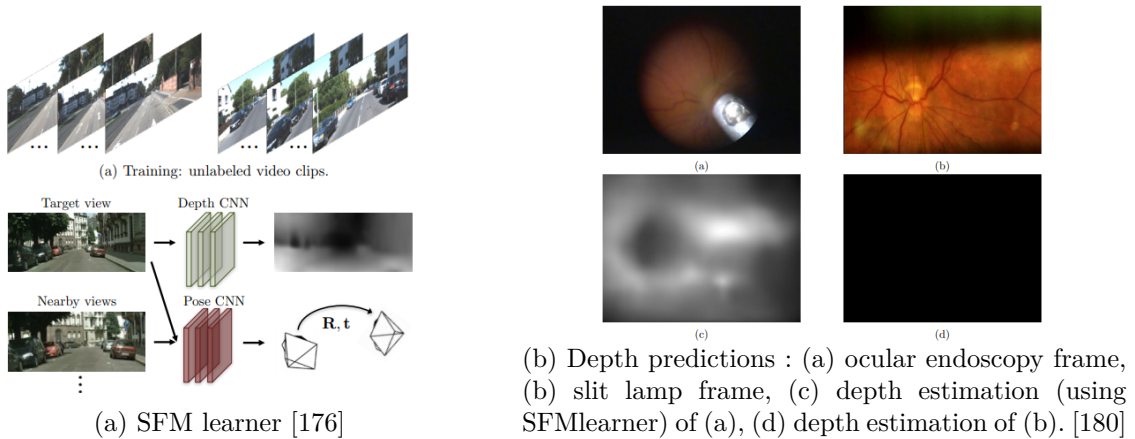 (a) Training: unlabeled video clips.
Target view
Depth CNN
Nearby views
Pose CNN
R, t
(a) SFM learner [176]
(a)
(b)
(c)
(d)
(b) Depth predictions : (a) ocular endoscopy frame,
(b) slit lamp frame, (c) depth estimation (using
SFMlearner) of (a), (d) depth estimation of (b). [180]